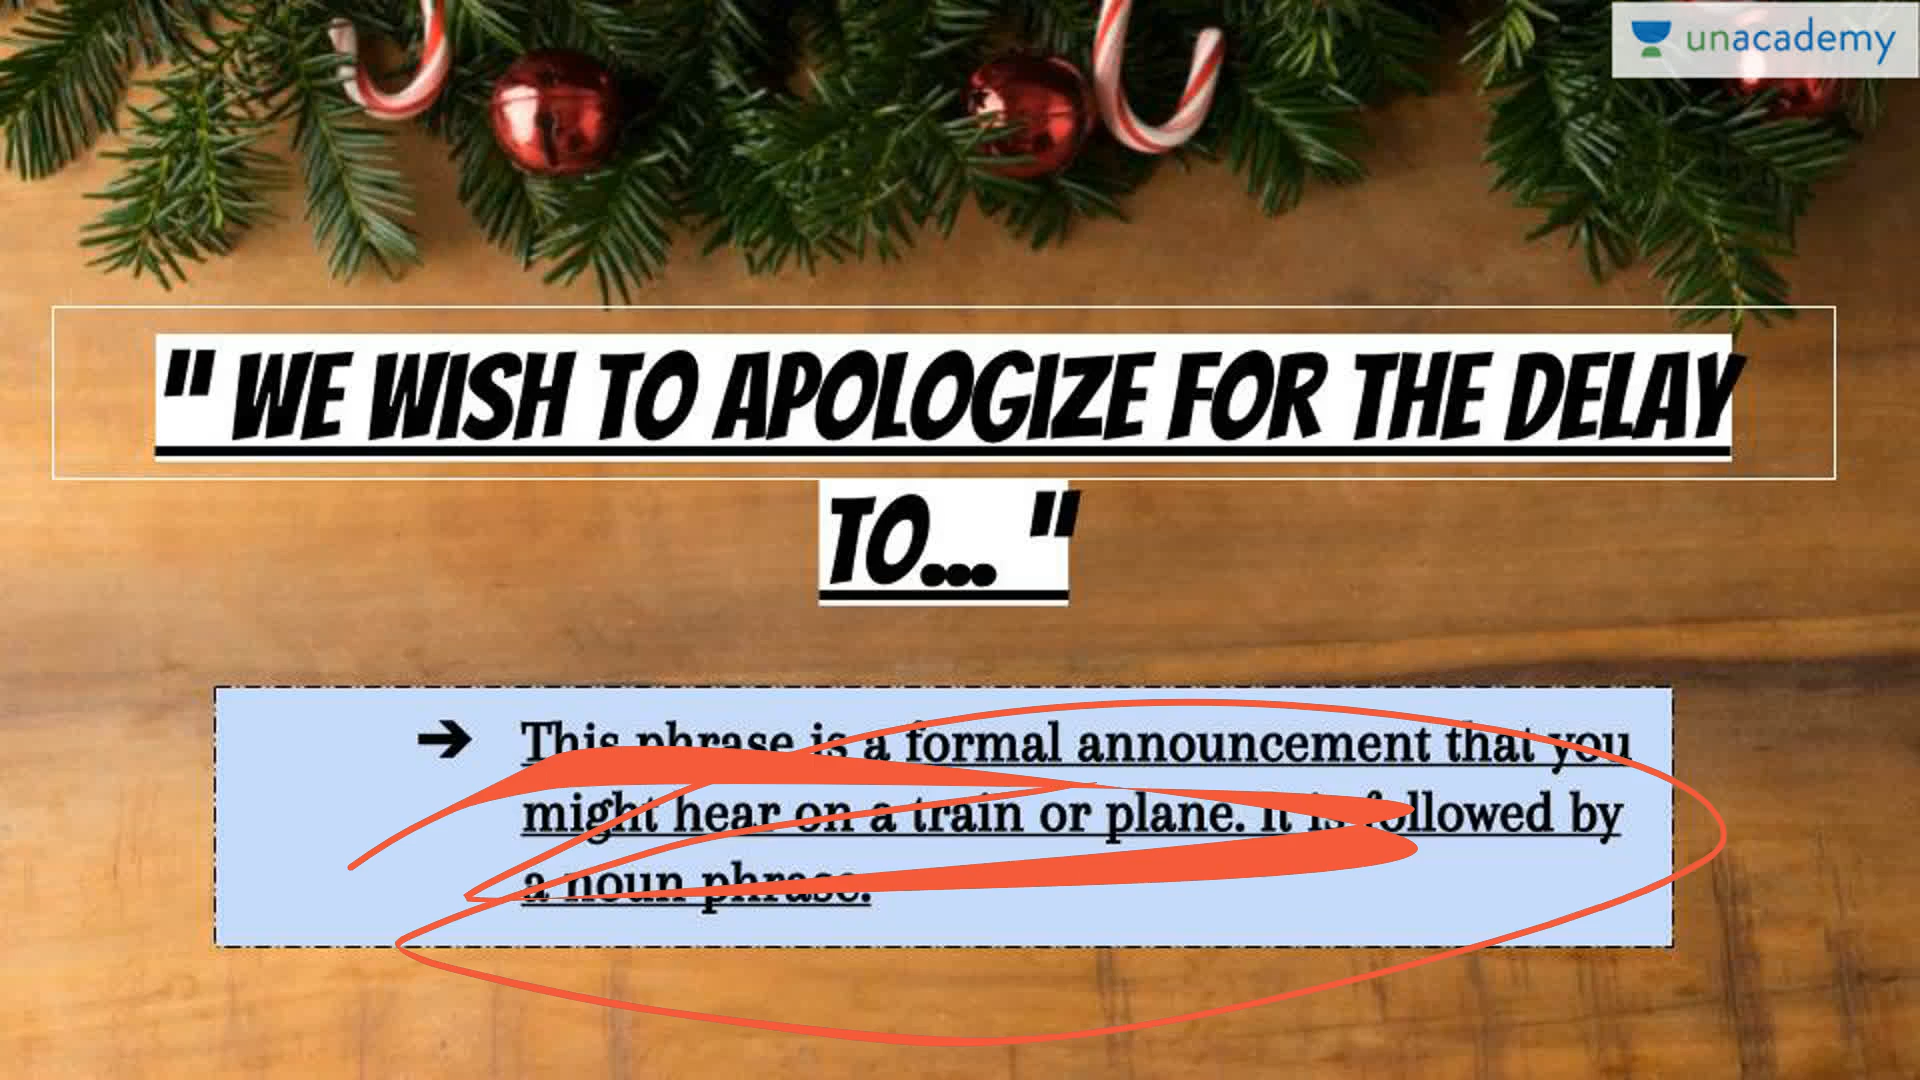 unacademy
" WE WISH TO APOLOGIZE FOR THE DELAY
TO... "
➔ This phrase is a formal announcement that you
might hear on a train or plane. It is followed by
a noun phrase.